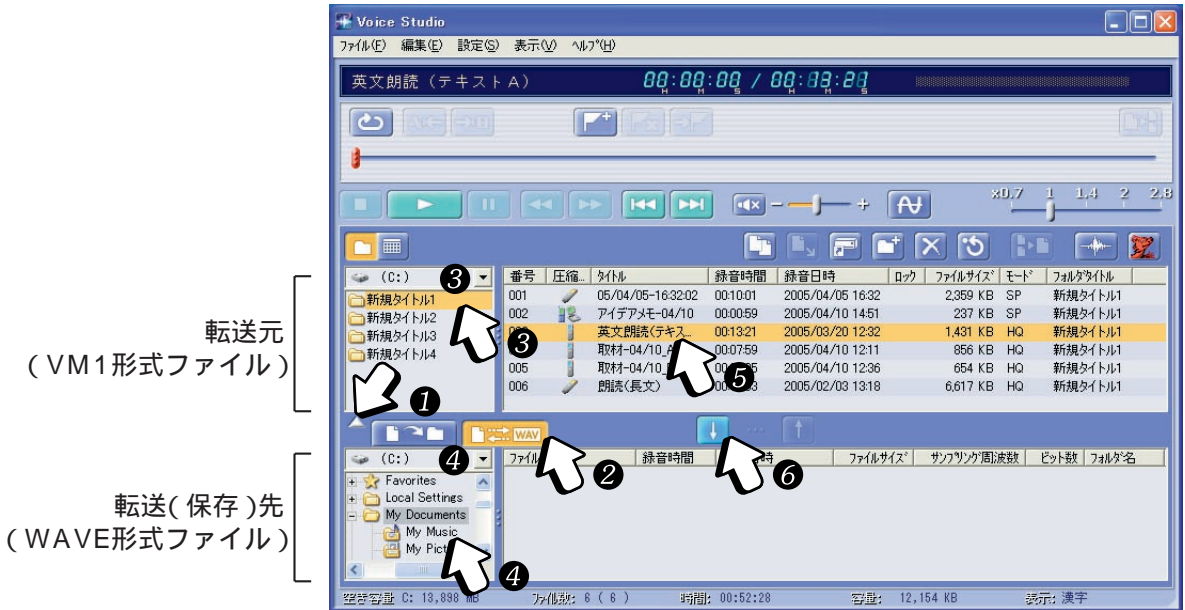 Voice Studio
ファイル(F) 編集(E) 設定(S) 表示(V) ヘルプ(H)
英文朗読（テキストA） 00:00:00 / 00:13:21
H M S H M S
x0.7 1 1.4 2 2.8
転送元
(VM1形式ファイル)
(C:) ❸
新規タイトル1
新規タイトル2
新規タイトル3
新規タイトル4
❸
❶
番号 圧縮... タイトル 録音時間 録音日時 ロック ファイルサイズ モード フォルダタイトル
001 05/04/05-16:32:02 00:10:01 2005/04/05 16:32 2,359 KB SP 新規タイトル1
002 アイデアメモ-04/10 00:00:59 2005/04/10 14:51 237 KB SP 新規タイトル1
英文朗読(テキス... 00:13:21 2005/03/20 12:32 1,431 KB HQ 新規タイトル1
取材-04/10_A 00:07:59 2005/04/10 12:11 856 KB HQ 新規タイトル1
005 取材-04/10 2005/04/10 12:36 654 KB HQ 新規タイトル1
006 朗読(長文) 2005/02/03 13:18 6,617 KB HQ 新規タイトル1
❺
WAV
❷
❻
転送(保存)先
(WAVE形式ファイル)
(C:) ❹
Favorites
Local Settings
My Documents
My Music
My Pict
❹
ファイル 録音時間 時 ファイルサイズ サンプリング周波数 ビット数 フォルダ名
空き容量 C: 13,898 MB ファイル数: 6 ( 6 ) 時間: 00:52:28 容量: 12,154 KB 表示: 漢字